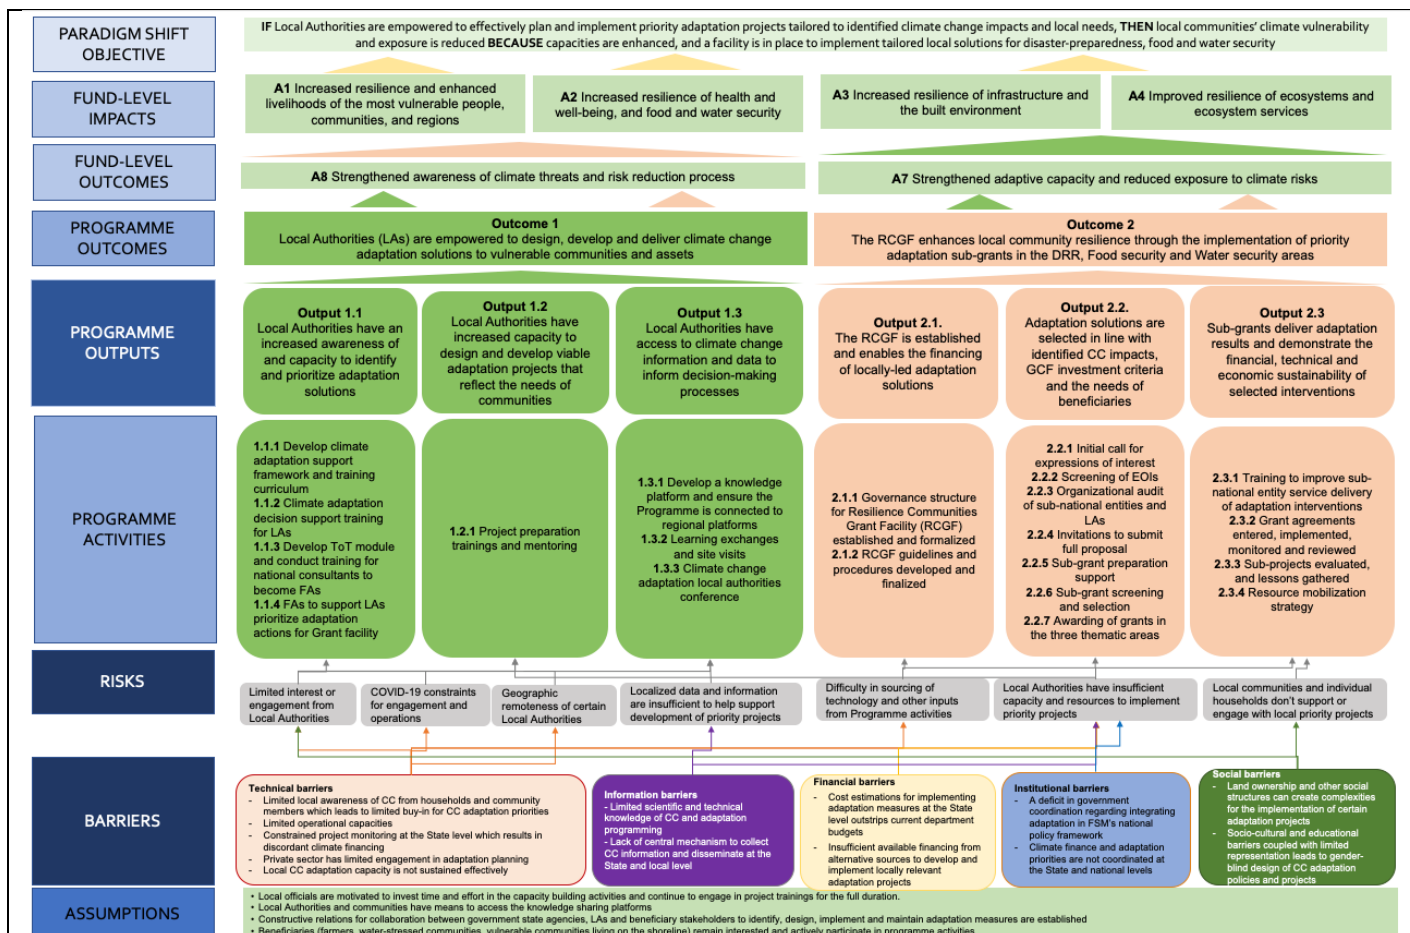 PARADIGM SHIFT
OBJECTIVE
IF Local Authorities are empowered to effectively plan and implement priority adaptation projects tailored to identified climate change impacts and local needs, THEN local communities' climate vulnerability
and exposure is reduced BECAUSE capacities are enhanced, and a facility is in place to implement tailored local solutions for disaster-preparedness, food and water security
FUND-LEVEL
IMPACTS
A1 Increased resilience and enhanced
livelihoods of the most vulnerable people,
communities, and regions
A2 Increased resilience of health and
well-being, and food and water security
A3 Increased resilience of infrastructure and
the built environment
A4 Improved resilience of ecosystems and
ecosystem services
FUND-LEVEL
OUTCOMES
A8 Strengthened awareness of climate threats and risk reduction process
A7 Strengthened adaptive capacity and reduced exposure to climate risks
PROGRAMME
OUTCOMES
Outcome 1
Local Authorities (LAs) are empowered to design, develop and deliver climate change
adaptation solutions to vulnerable communities and assets
Outcome 2
The RCGF enhances local community resilience through the implementation of priority
adaptation sub-grants in the DRR, Food security and Water security areas
PROGRAMME
OUTPUTS
Output 1.1
Local Authorities have an
increased awareness of
and capacity to identify
and prioritize adaptation
solutions
Output 1.2
Local Authorities have
increased capacity to
design and develop viable
adaptation projects that
reflect the needs of
communities
Output 1.3
Local Authorities have
access to climate change
information and data to
inform decision-making
processes
Output 2.1.
The RCGF is established
and enables the financing
of locally-led adaptation
solutions
Output 2.2.
Adaptation solutions are
selected in line with
identified CC impacts,
GCF investment criteria
and the needs of
beneficiaries
Output 2.3
Sub-grants deliver adaptation
results and demonstrate the
financial, technical and
economic sustainability of
selected interventions
PROGRAMME
ACTIVITIES
1.1.1 Develop climate
adaptation support
framework and training
curriculum
1.1.2 Climate adaptation
decision support training
for LAs
1.1.3 Develop ToT module
and conduct training for
national consultants to
become FAs
1.1.4 FAs to support LAs
prioritize adaptation
actions for Grant facility
1.2.1 Project preparation
trainings and mentoring
1.3.1 Develop a knowledge
platform and ensure the
Programme is connected to
regional platforms
1.3.2 Learning exchanges
and site visits
1.3.3 Climate change
adaptation local authorities
conference
2.1.1 Governance structure
for Resilience Communities
Grant Facility (RCGF)
established and formalized
2.1.2 RCGF guidelines and
procedures developed and
finalized
2.2.1 Initial call for
expressions of interest
2.2.2 Screening of EOIs
2.2.3 Organizational audit
of sub-national entities and
LAs
2.2.4 Invitations to submit
full proposal
2.2.5 Sub-grant preparation
support
2.2.6 Sub-grant screening
and selection
2.2.7 Awarding of grants in
the three thematic areas
2.3.1 Training to improve sub-
national entity service delivery
of adaptation interventions
2.3.2 Grant agreements
entered, implemented,
monitored and reviewed
2.3.3 Sub-projects evaluated,
and lessons gathered
2.3.4 Resource mobilization
strategy
RISKS
Limited interest or
engagement from
Local Authorities
COVID-19 constraints
for engagement and
operations
Geographic
remoteness of certain
Local Authorities
Localized data and information
are insufficient to help support
development of priority projects
Difficulty in sourcing of
technology and other inputs
from Programme activities
Local Authorities have insufficient
capacity and resources to implement
priority projects
Local communities and individual
households don't support or
engage with local priority projects
BARRIERS
Technical barriers
- Limited local awareness of CC from households and community
members which leads to limited buy-in for CC adaptation priorities
- Limited operational capacities
- Constrained project monitoring at the State level which results in
discordant climate financing
- Private sector has limited engagement in adaptation planning
- Local CC adaptation capacity is not sustained effectively
Information barriers
- Limited scientific and technical
knowledge of CC and adaptation
programming
- Lack of central mechanism to collect
CC information and disseminate at the
State and local level
Financial barriers
- Cost estimations for implementing
adaptation measures at the State
level outstrips current department
budgets
- Insufficient available financing from
alternative sources to develop and
implement locally relevant
adaptation projects
Institutional barriers
- A deficit in government
coordination regarding integrating
adaptation in FSM's national
policy framework
- Climate finance and adaptation
priorities are not coordinated at
the State and national levels
Social barriers
- Land ownership and other social
structures can create complexities for
the implementation of certain
adaptation projects
- Socio-cultural and educational
barriers coupled with limited
representation leads to gender-
blind design of CC adaptation
policies and projects
ASSUMPTIONS
• Local officials are motivated to invest time and effort in the capacity building activities and continue to engage in project trainings for the full duration.
• Local Authorities and communities have means to access the knowledge sharing platforms
• Constructive relations for collaboration between government state agencies, LAs and beneficiary stakeholders to identify, design, implement and maintain adaptation measures are established
• Beneficiaries (farmers, water-stressed communities, vulnerable communities living on the shoreline) remain interested and actively participate in programme activities